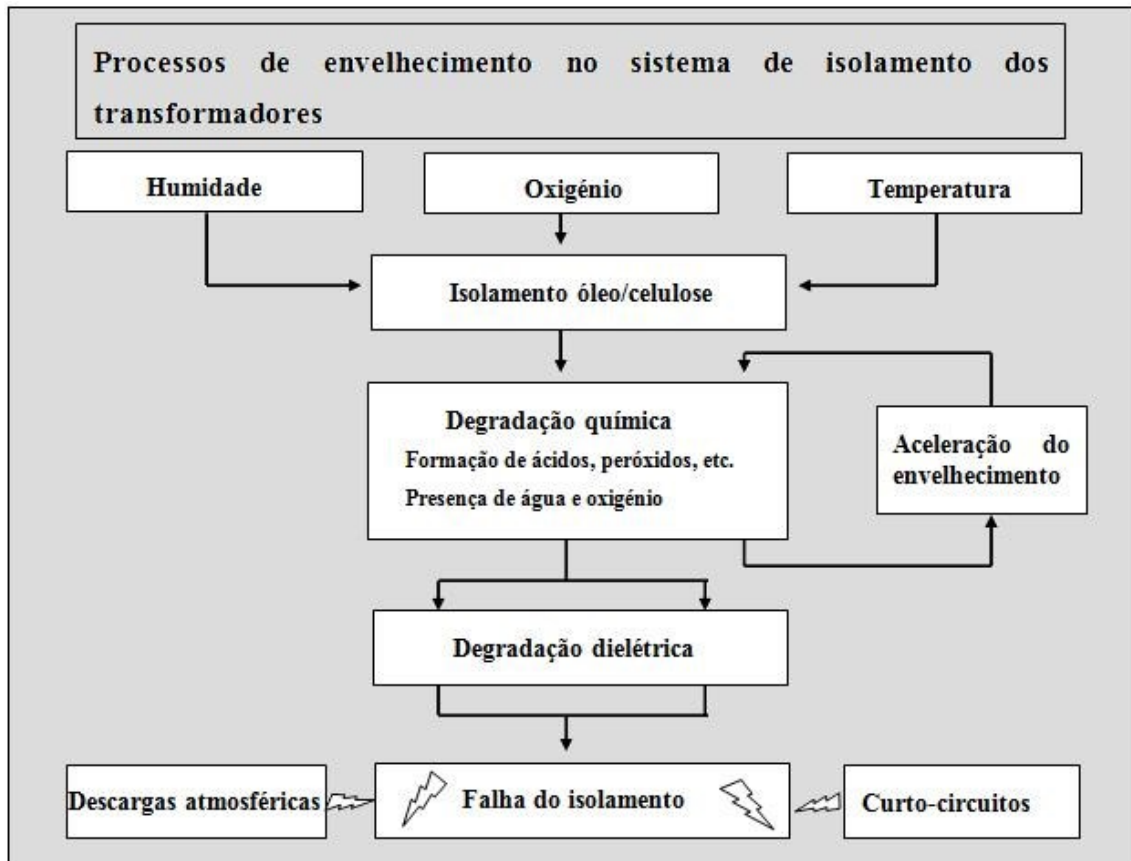 Processos de envelhecimento no sistema de isolamento dos
transformadores
Humidade
Oxigénio
Temperatura
Isolamento óleo/celulose
Degradação química
Formação de ácidos, peróxidos, etc.
Presença de água e oxigénio
Aceleração do
envelhecimento
Degradação dielétrica
Descargas atmosféricas
Falha do isolamento
Curto-circuitos